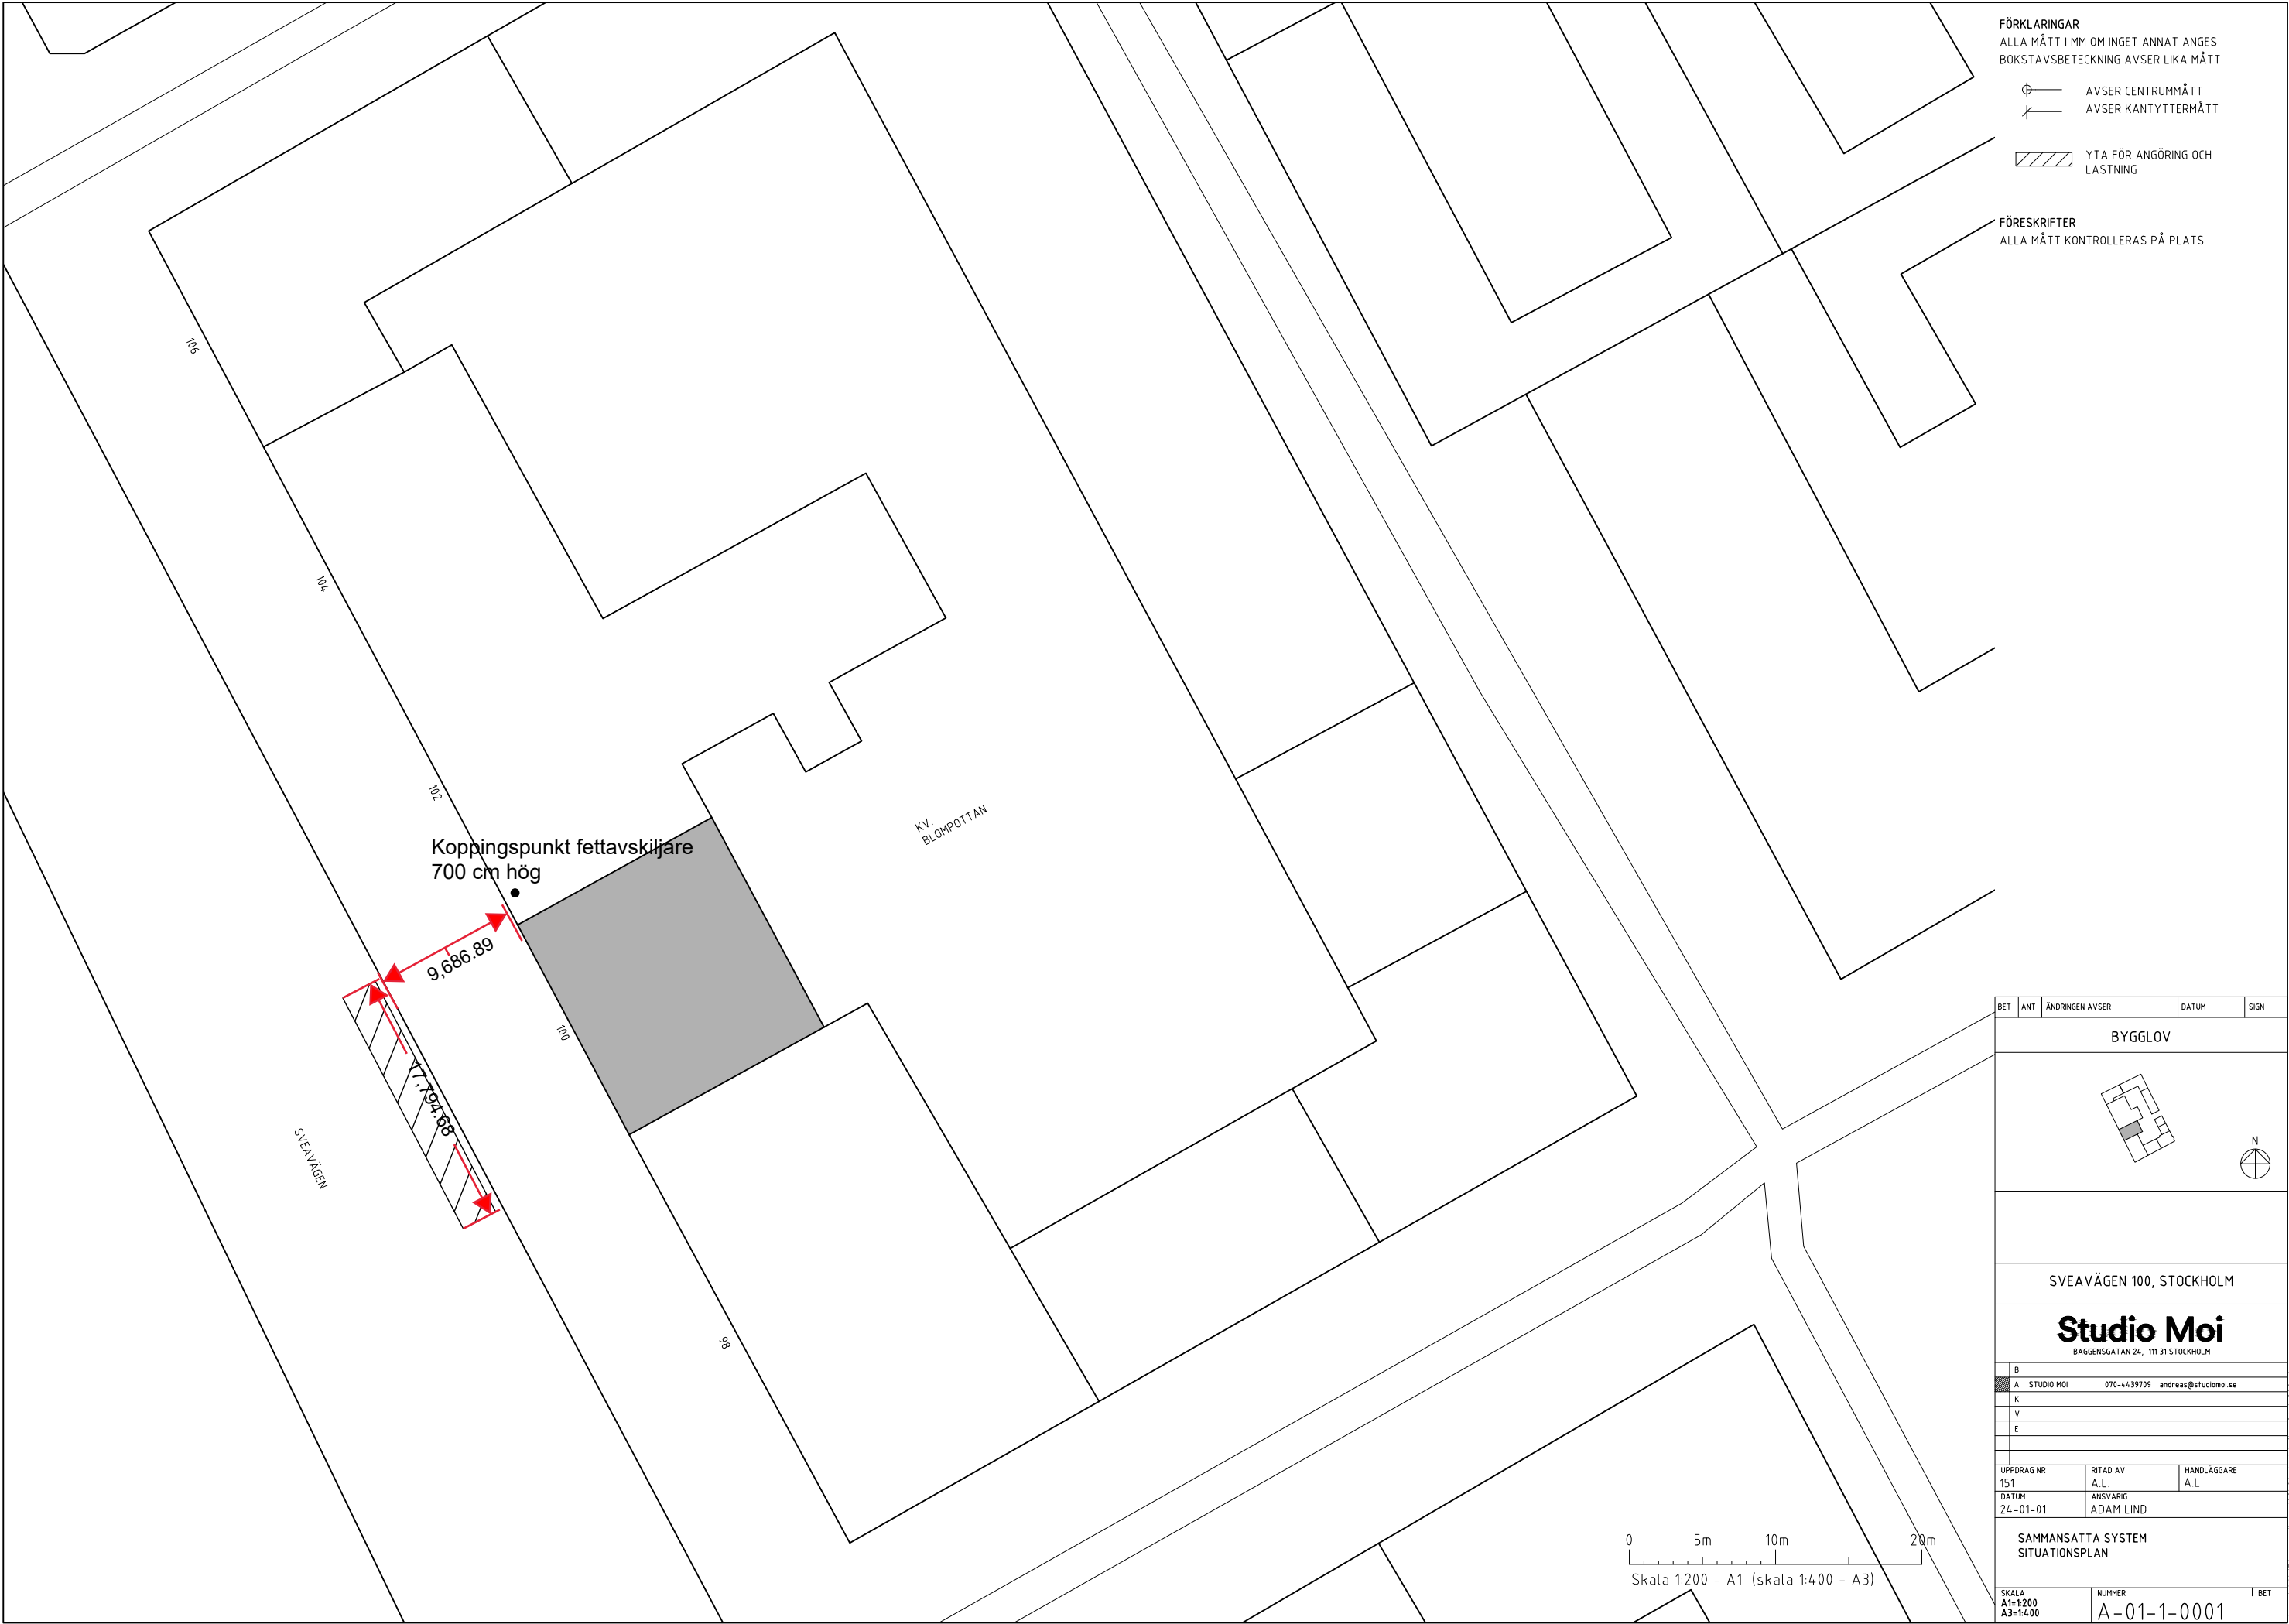 FÖRKLARINGAR
ALLA MÅTT I MM OM INGET ANNAT ANGES
BOKSTAVSBETECKNING AVSER LIKA MÅTT
AVSER CENTRUMMÅTT
AVSER KANTYTTERMÅTT
YTA FÖR ANGÖRING OCH
LASTNING
FÖRESKRIFTER
ALLA MÅTT KONTROLLERAS PÅ PLATS
106
104
102
KV.
BLOMPOTTAN
Koppingspunkt fettavskiljare
700 cm hög
9,686.89
17,794.68
100
SVEAVÄGEN
98
0 5m 10m 20m
Skala 1:200 - A1 (skala 1:400 - A3)
BET ANT ÄNDRINGEN AVSER DATUM SIGN
BYGGLOV
N
SVEAVÄGEN 100, STOCKHOLM
Studio Moi
BAGGENSGATAN 24, 111 31 STOCKHOLM
B
A STUDIO MOI 070-4439709 andreas@studiomoi.se
K
V
E
UPPDRAG NR RITAD AV HANDLÄGGARE
151 A.L. A.L
DATUM ANSVARIG
24-01-01 ADAM LIND
SAMMANSATTA SYSTEM
SITUATIONSPLAN
SKALA NUMMER BET
A1=1:200
A3=1:400
A-01-1-0001